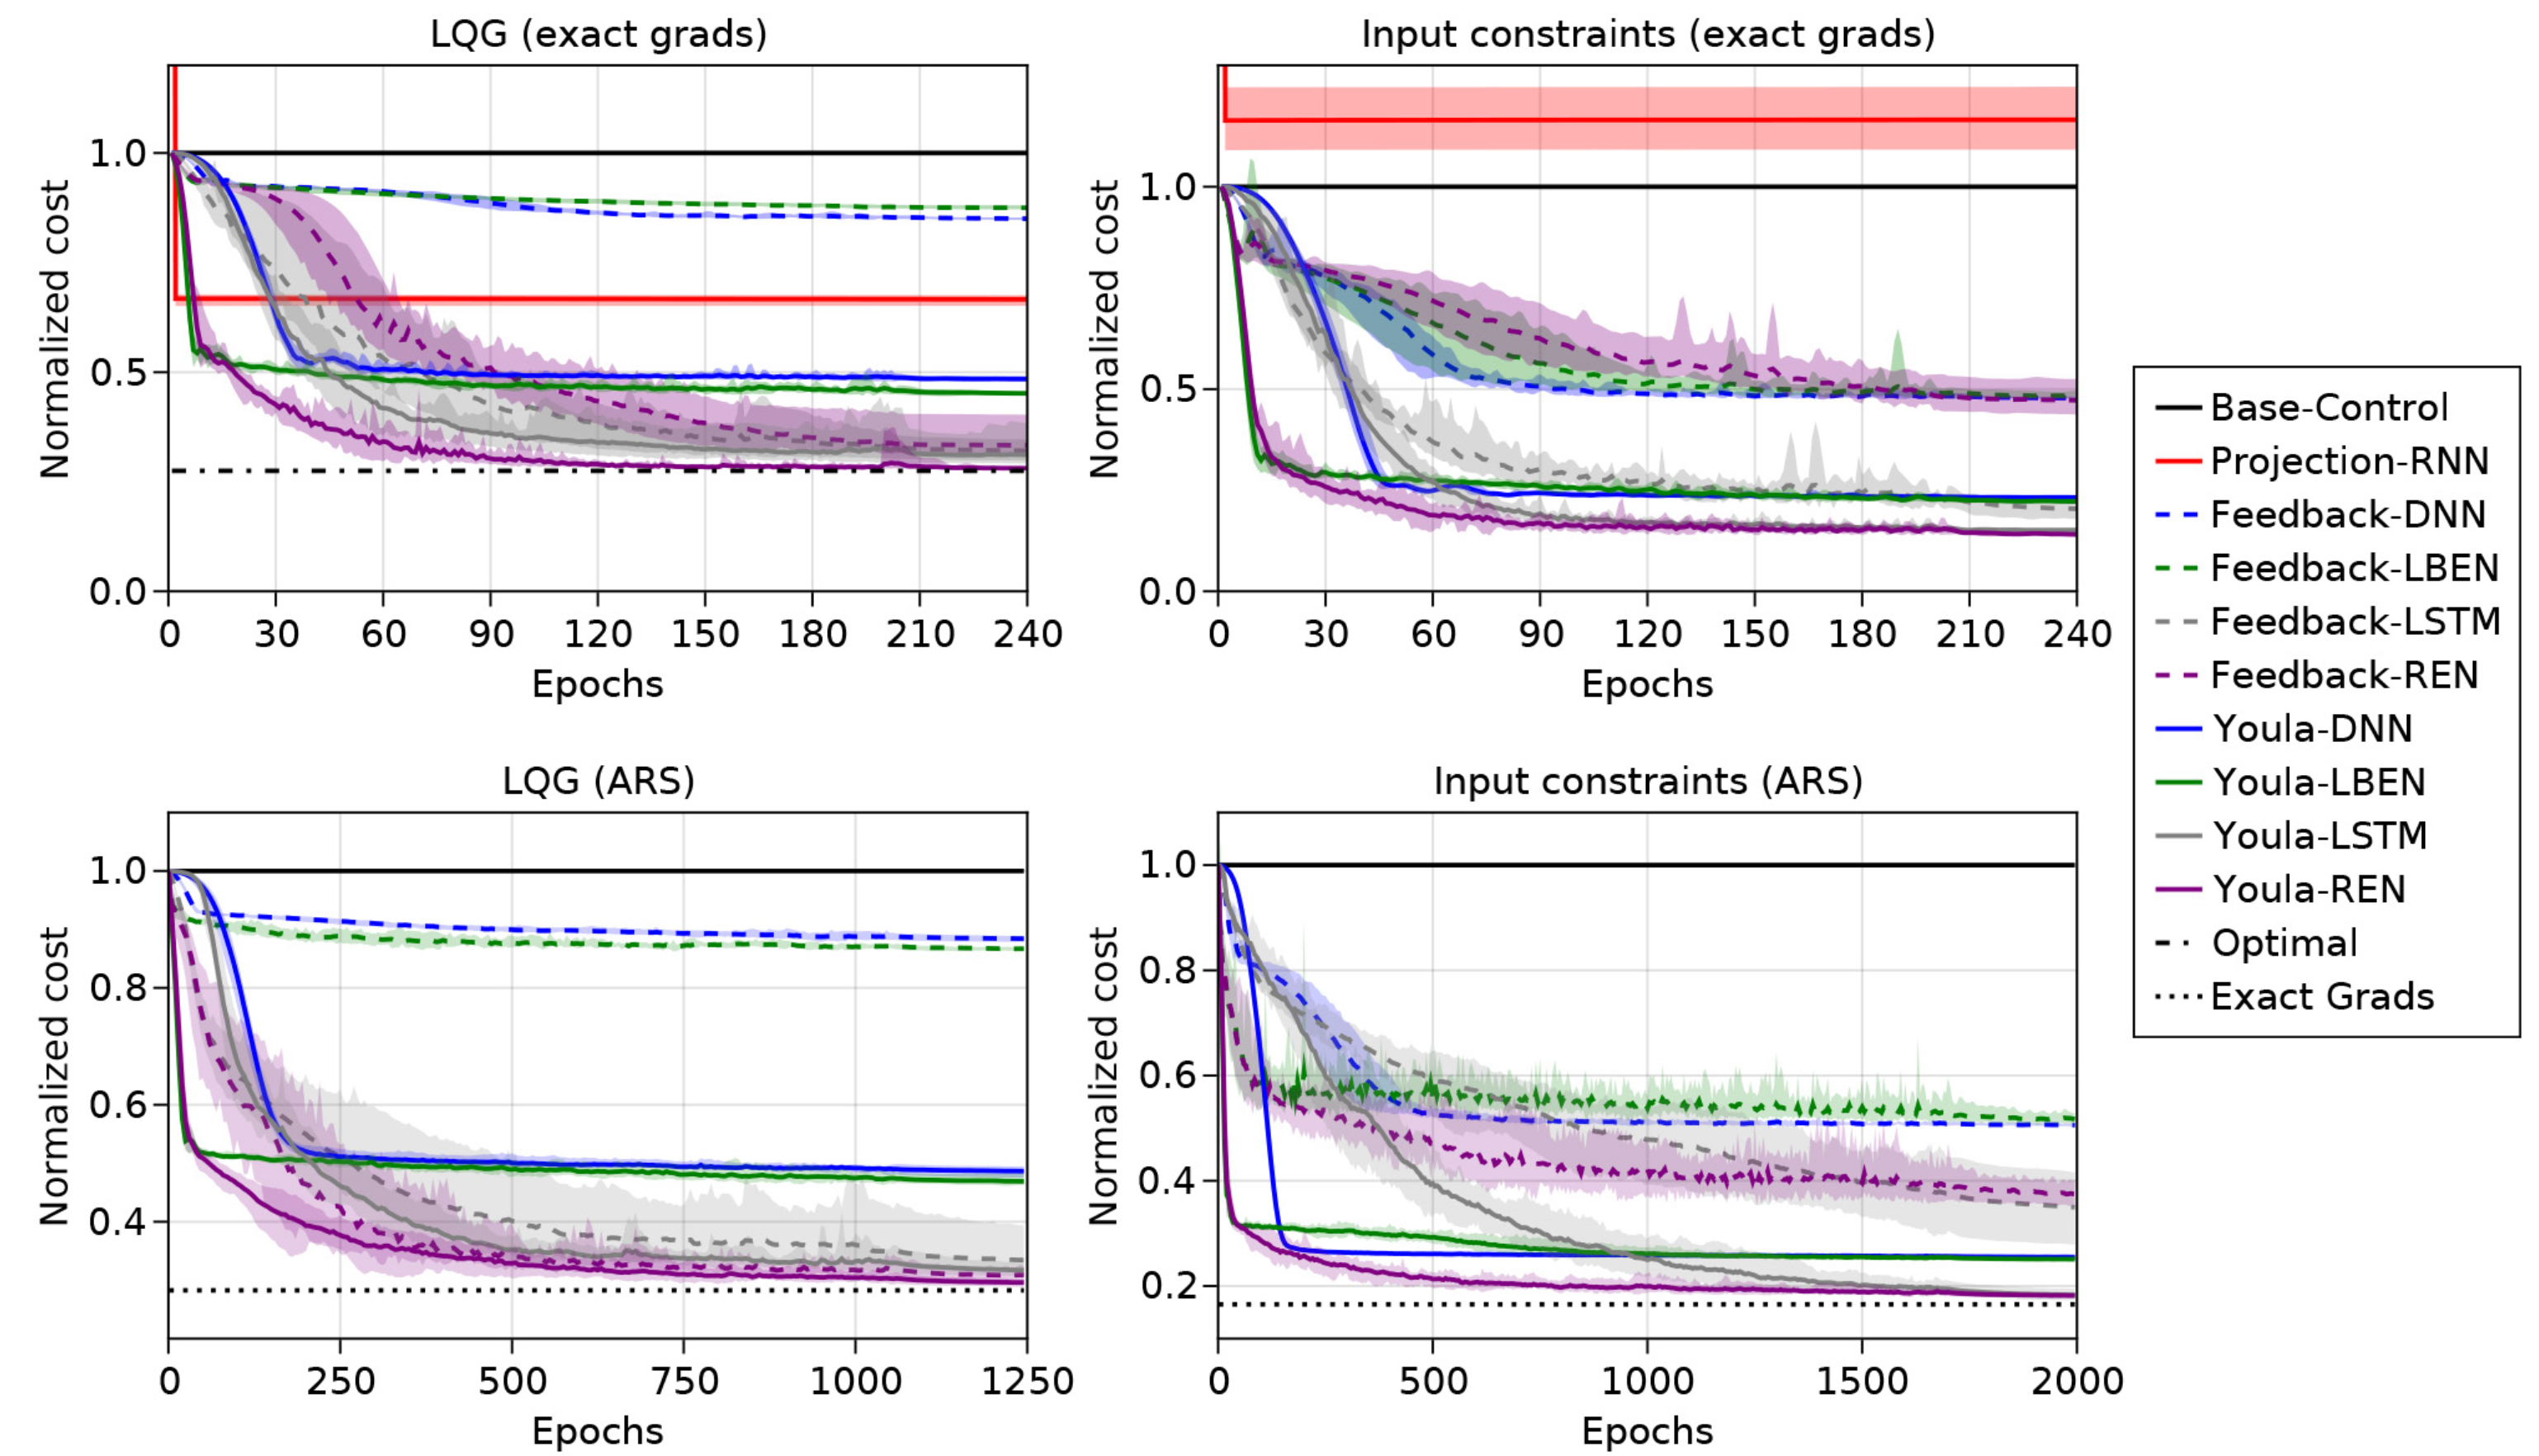 LQG (exact grads)
Normalized cost
1.0
0.5
0.0
0 30 60 90 120 150 180 210 240
Epochs
Input constraints (exact grads)
Normalized cost
1.0
0.5
0.0
0 30 60 90 120 150 180 210 240
Epochs
LQG (ARS)
Normalized cost
1.0
0.8
0.6
0.4
0 250 500 750 1000 1250
Epochs
Input constraints (ARS)
Normalized cost
1.0
0.8
0.6
0.4
0.2
0 500 1000 1500 2000
Epochs
Base-Control
Projection-RNN
Feedback-DNN
Feedback-LBEN
Feedback-LSTM
Feedback-REN
Youla-DNN
Youla-LBEN
Youla-LSTM
Youla-REN
Optimal
Exact Grads